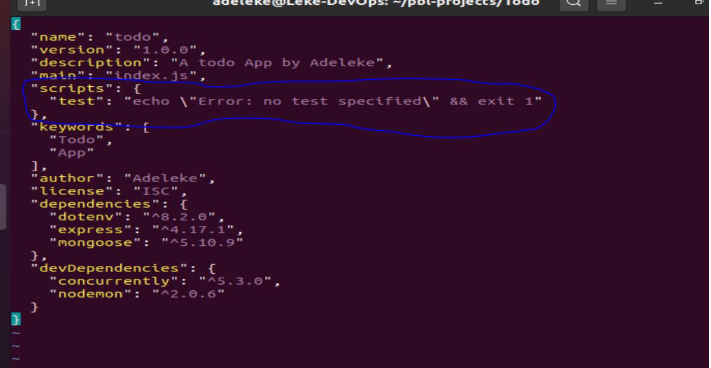 adeleke@Leke-DevOps: ~/pbl-projects/Todo
{
  "name": "todo",
  "version": "1.0.0",
  "description": "A todo App by Adeleke",
  "main": "index.js",
  "scripts": {
    "test": "echo \"Error: no test specified\" && exit 1"
  },
  "keywords": [
    "Todo",
    "App"
  ],
  "author": "Adeleke",
  "license": "ISC",
  "dependencies": {
    "dotenv": "^8.2.0",
    "express": "^4.17.1",
    "mongoose": "^5.10.9"
  },
  "devDependencies": {
    "concurrently": "^5.3.0",
    "nodemon": "^2.0.6"
  }
}
~
~
~